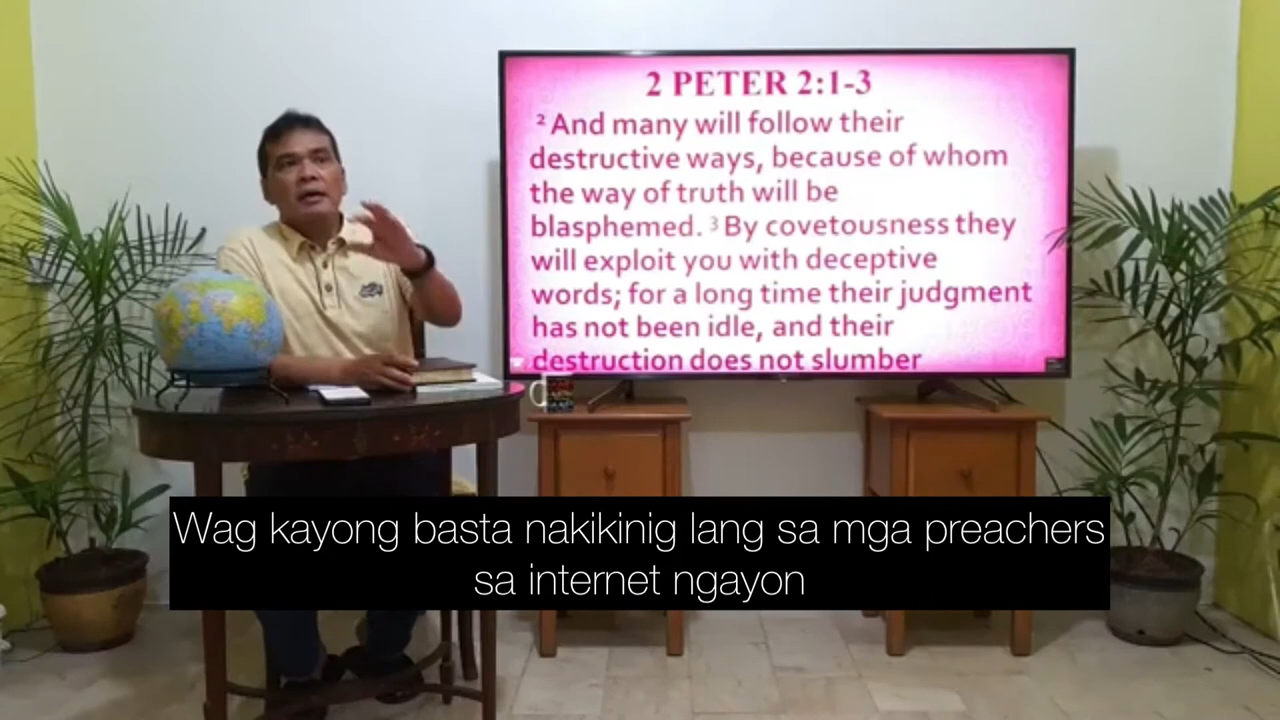 2 PETER 2:1-3
² And many will follow their
destructive ways, because of whom
the way of truth will be
blasphemed. ³ By covetousness they
will exploit you with deceptive
words; for a long time their judgment
has not been idle, and their
destruction does not slumber
Wag kayong basta nakikinig lang sa mga preachers
sa internet ngayon